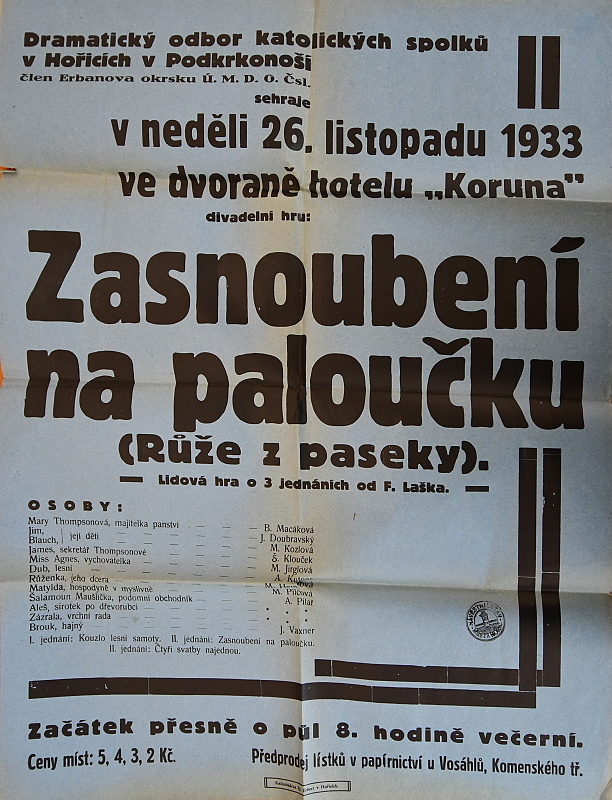 Dramatický odbor katolických spolků
v Hořicích v Podkrkonoší
člen Erbanova okrsku Ú. M. D. O. Čsl.
sehraje
v neděli 26. listopadu 1933
ve dvoraně hotelu „Koruna”
divadelní hru:
Zasnoubení
na paloučku
(Růže z paseky).
Lidová hra o 3 jednáních od F. Laška.
OSOBY:
Mary Thompsonová, majitelka panství — — — B. Macáková
Jim, J. Doubravský
Blauch, její děti — — — M. Kozlová
James, sekretář Thompsonové — — — Klouček
Miss Agnes, vychovatelka — — — M. Jirglová
Dub, lesní — — — A.
Růženka, jeho dcera — — — M.
Matylda, hospodyně v myslivně — — — M. Pilcová
Salamoun Maušlička, podomní obchodník — — — A. Pilař
Aleš, sirotek po dřevorubci
Zázrala, vrchní rada
Brouk, hajný — — — J. Vaxner
I. jednání: Kouzlo lesní samoty. II. jednání: Zasnoubení na paloučku.
II. jednání: Čtyři svatby najednou.
Začátek přesně o půl 8. hodině večerní.
Ceny míst: 5, 4, 3, 2 Kč. Předprodej lístků v papírnictví u Vosáhlů, Komenského tř.
v Hořicích.